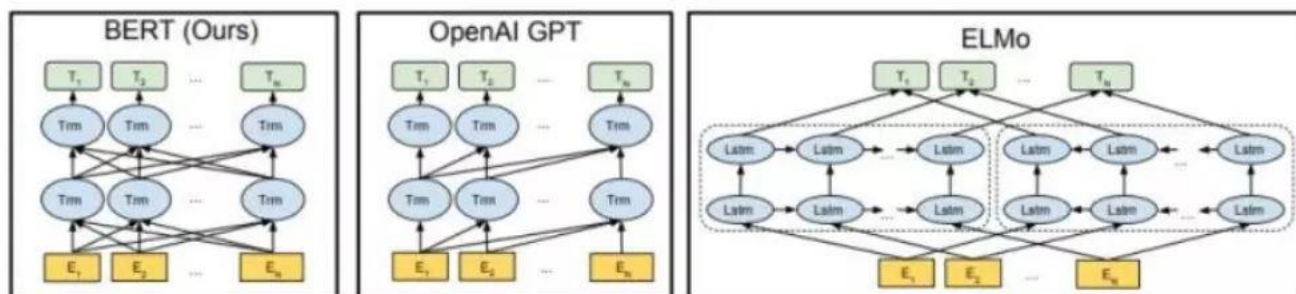 BERT (Ours)
T₁ T₂ ... Tₙ
Trm Trm ... Trm
Trm Trm ... Trm
E₁ E₂ ... Eₙ
OpenAI GPT
T₁ T₂ ... Tₙ
Trm Trm ... Trm
Trm Trm ... Trm
E₁ E₂ ... Eₙ
ELMo
T₁ T₂ ... Tₙ
Lstm Lstm ... Lstm Lstm Lstm ... Lstm
Lstm Lstm ... Lstm Lstm Lstm ... Lstm
E₁ E₂ ... Eₙ